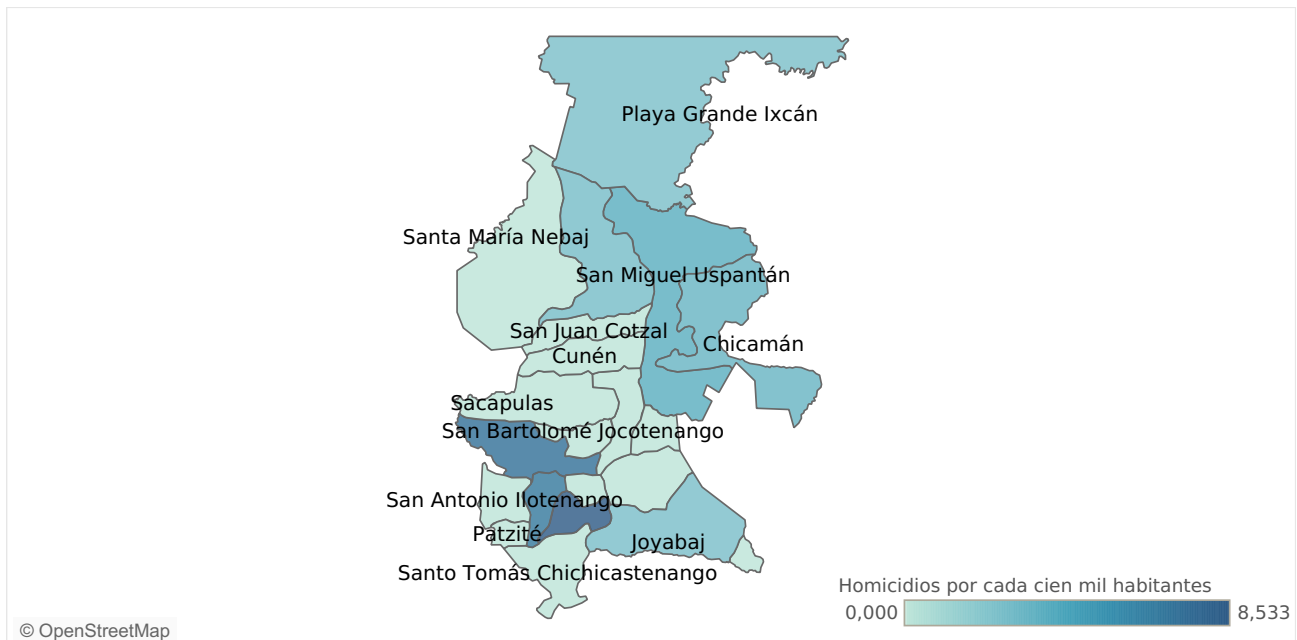 Playa Grande Ixcán
Santa María Nebaj
San Miguel Uspantán
San Juan Cotzal
Chicamán
Cunén
Sacapulas
San Bartolomé Jocotenango
San Antonio Ilotenango
Patzité
Joyabaj
Santo Tomás Chichicastenango
Homicidios por cada cien mil habitantes
0,000 8,533
© OpenStreetMap